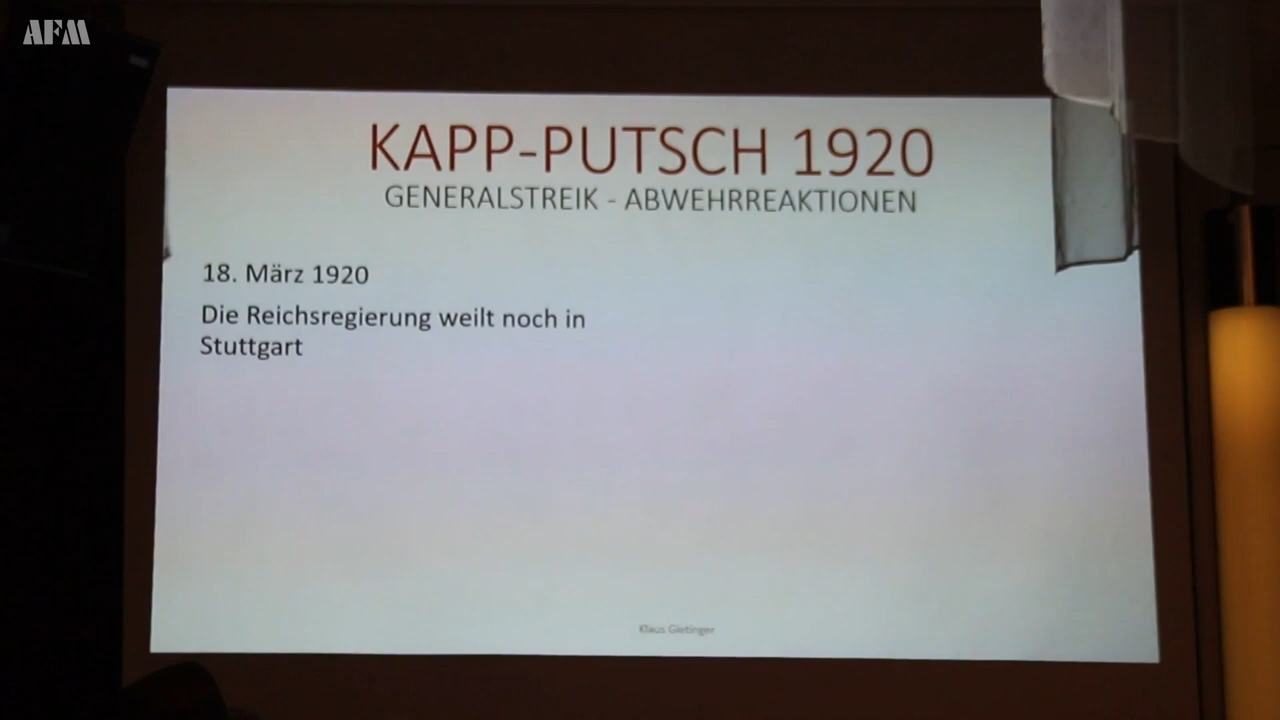 AFM
KAPP-PUTSCH 1920
GENERALSTREIK - ABWEHRREAKTIONEN
18. März 1920
Die Reichsregierung weilt noch in
Stuttgart
Klaus Gietinger